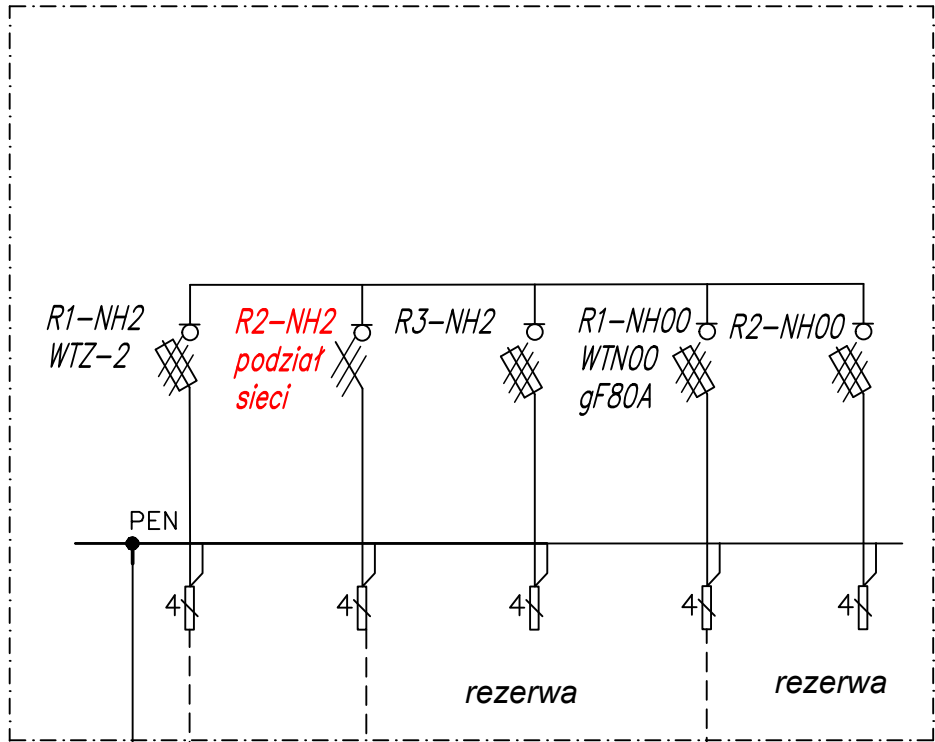 R1-NH2
WTZ-2
R2-NH2
podział
sieci
R3-NH2
R1-NH00
WTN00
gF80A
R2-NH00
PEN
4
4
4
4
4
rezerwa
rezerwa